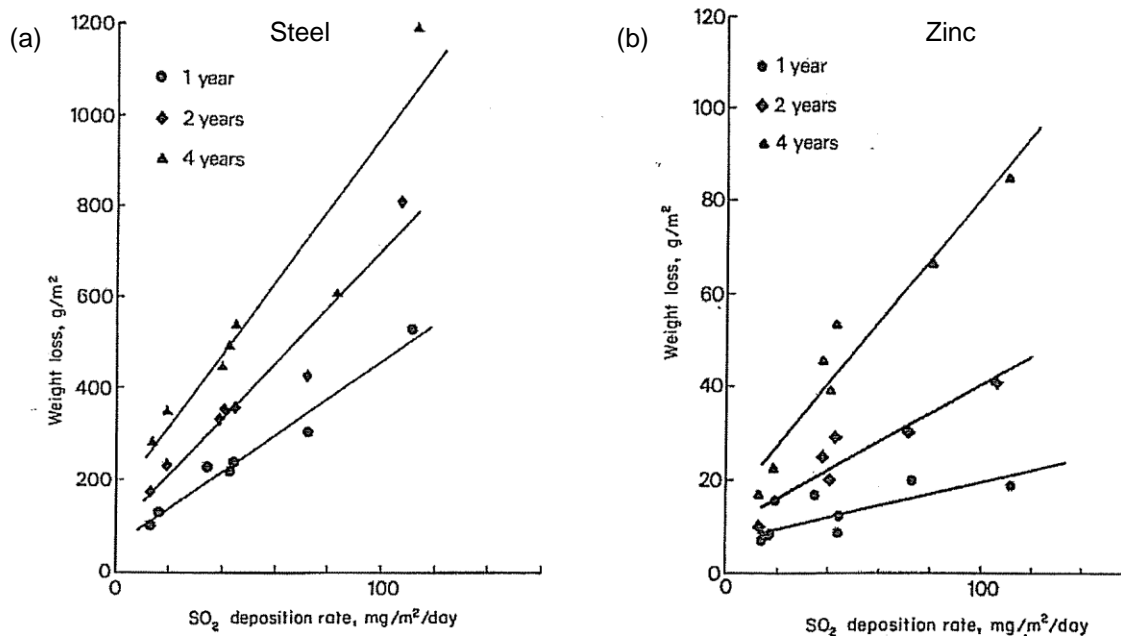 (a)
Steel
1200
1 year
2 years
4 years
1000
800
600
400
200
0
Weight loss, g/m²
0
100
SO₂ deposition rate, mg/m²/day
(b)
Zinc
120
1 year
2 years
4 years
100
80
60
40
20
0
Weight loss, g/m²
0
100
SO₂ deposition rate, mg/m²/day